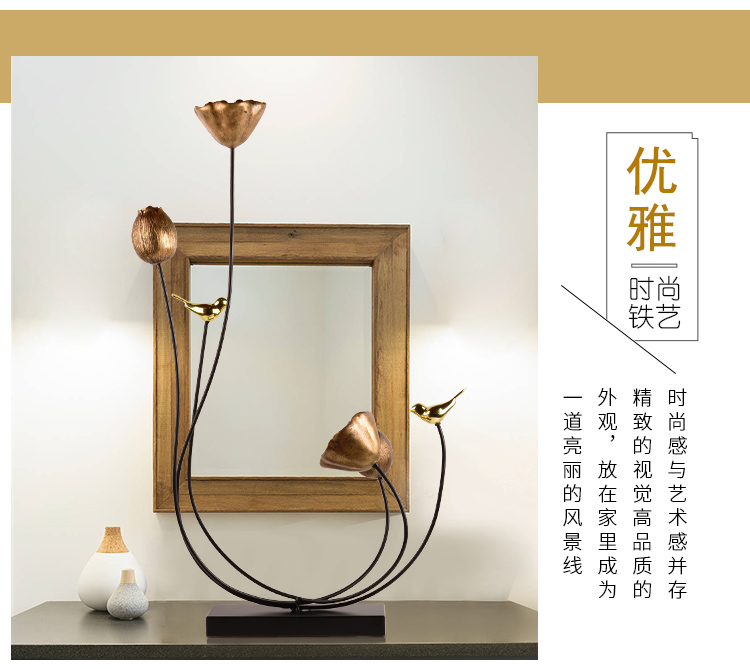 优雅
时尚
铁艺
时尚感与艺术感并存
精致的视觉高品质的
外观，放在家里成为
一道亮丽的风景线